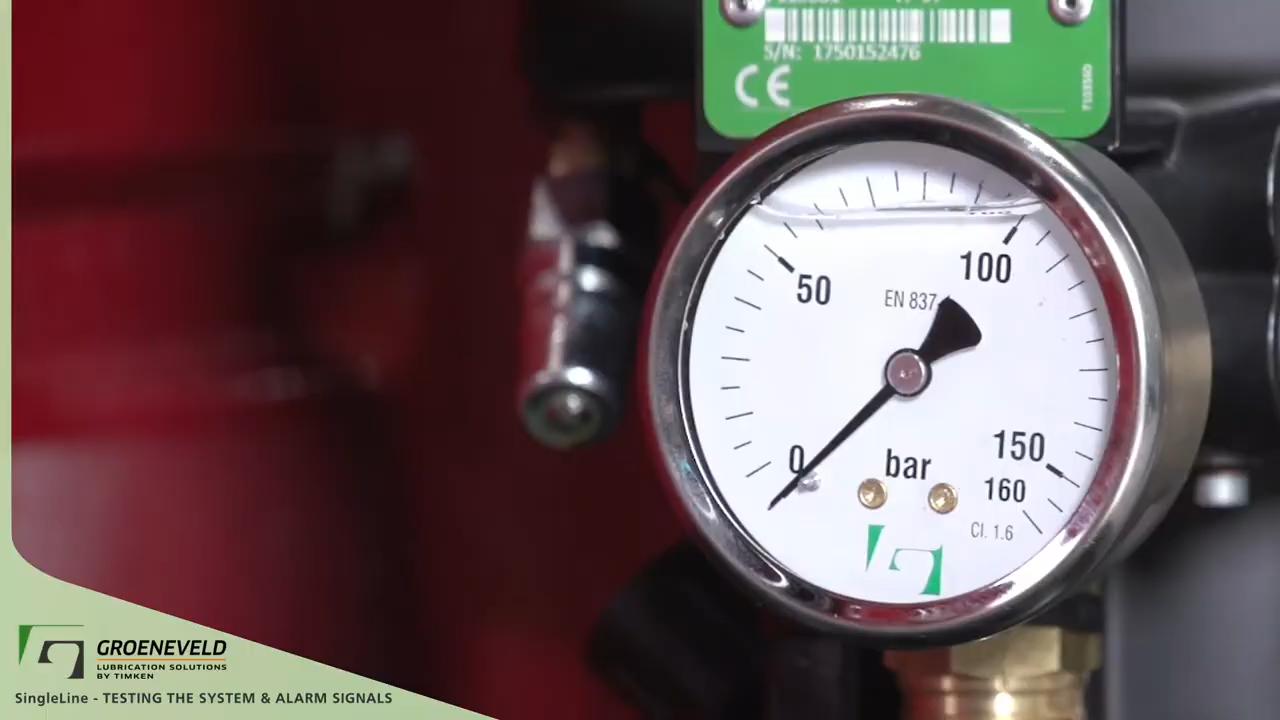 S/N: 1750152476
CE
50
100
EN 837-
0
bar
150
160
Cl. 1.6
GROENEVELD
LUBRICATION SOLUTIONS
BY TIMKEN
SingleLine - TESTING THE SYSTEM & ALARM SIGNALS